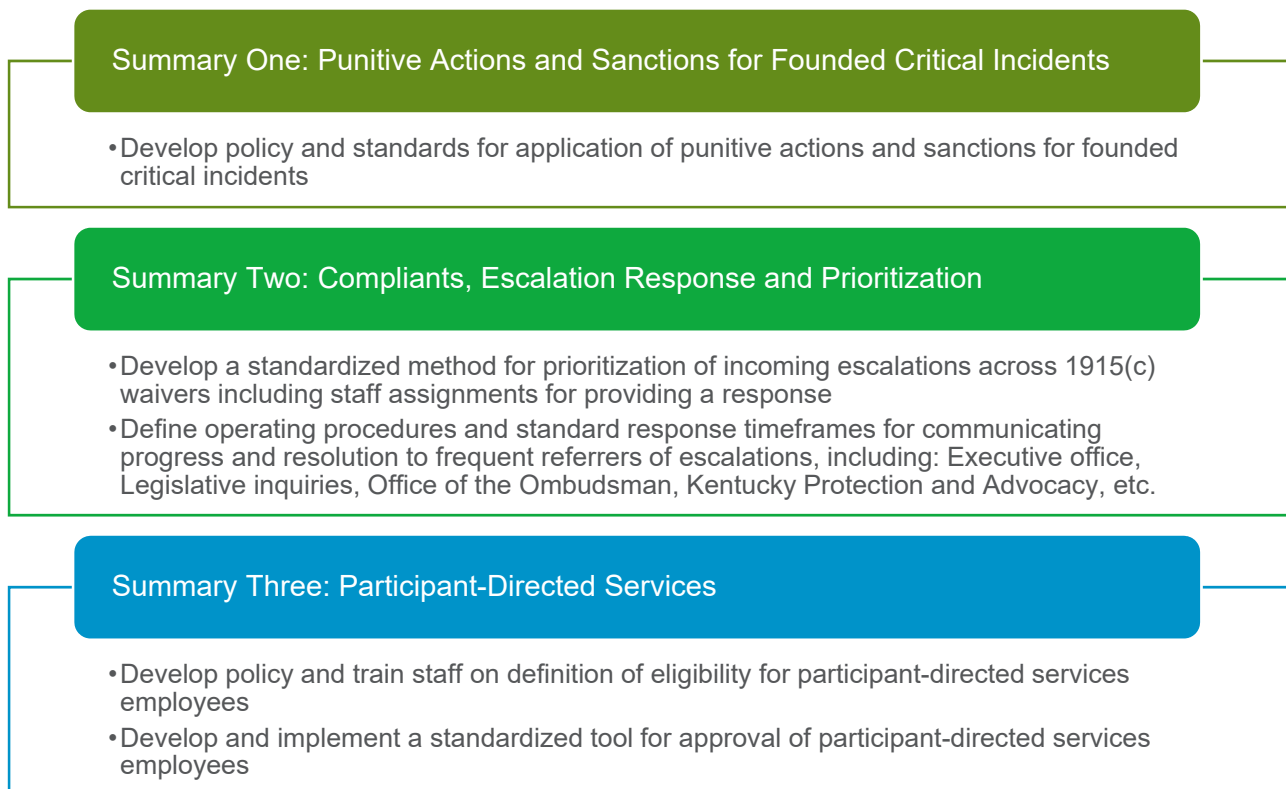 Summary One: Punitive Actions and Sanctions for Founded Critical Incidents
•Develop policy and standards for application of punitive actions and sanctions for founded
critical incidents
Summary Two: Compliants, Escalation Response and Prioritization
•Develop a standardized method for prioritization of incoming escalations across 1915(c)
waivers including staff assignments for providing a response
•Define operating procedures and standard response timeframes for communicating
progress and resolution to frequent referrers of escalations, including: Executive office,
Legislative inquiries, Office of the Ombudsman, Kentucky Protection and Advocacy, etc.
Summary Three: Participant-Directed Services
•Develop policy and train staff on definition of eligibility for participant-directed services
employees
•Develop and implement a standardized tool for approval of participant-directed services
employees